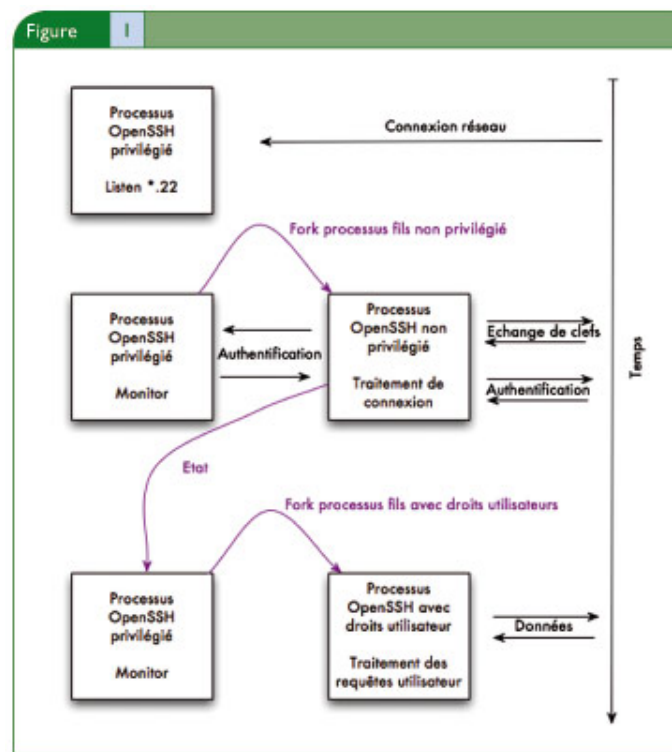 Figure 1
Processus
OpenSSH
privilégié
Listen *.22
Connexion réseau
Fork processus fils non privilégié
Processus
OpenSSH
privilégié
Monitor
Authentification
Processus
OpenSSH non
privilégié
Traitement de
connexion
Echange de clefs
Authentification
Temps
Etat
Fork processus fils avec droits utilisateurs
Processus
OpenSSH
privilégié
Monitor
Processus
OpenSSH avec
droits utilisateur
Traitement des
requêtes utilisateur
Données